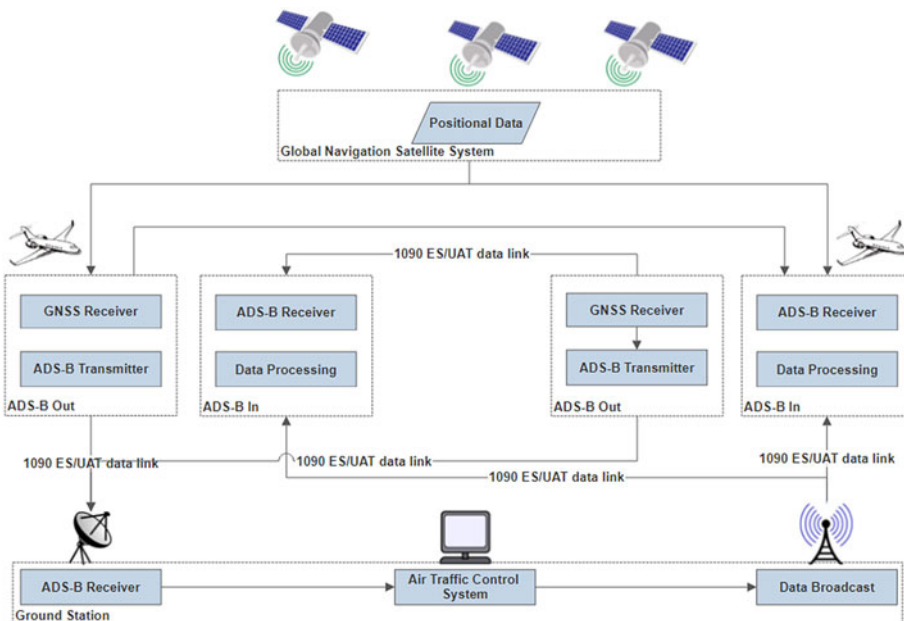 Positional Data
Global Navigation Satellite System
1090 ES/UAT data link
GNSS Receiver
ADS-B Transmitter
ADS-B Out
ADS-B Receiver
Data Processing
ADS-B In
GNSS Receiver
ADS-B Transmitter
ADS-B Out
ADS-B Receiver
Data Processing
ADS-B In
1090 ES/UAT data link
1090 ES/UAT data link
1090 ES/UAT data link
1090 ES/UAT data link
ADS-B Receiver
Air Traffic Control
System
Data Broadcast
Ground Station